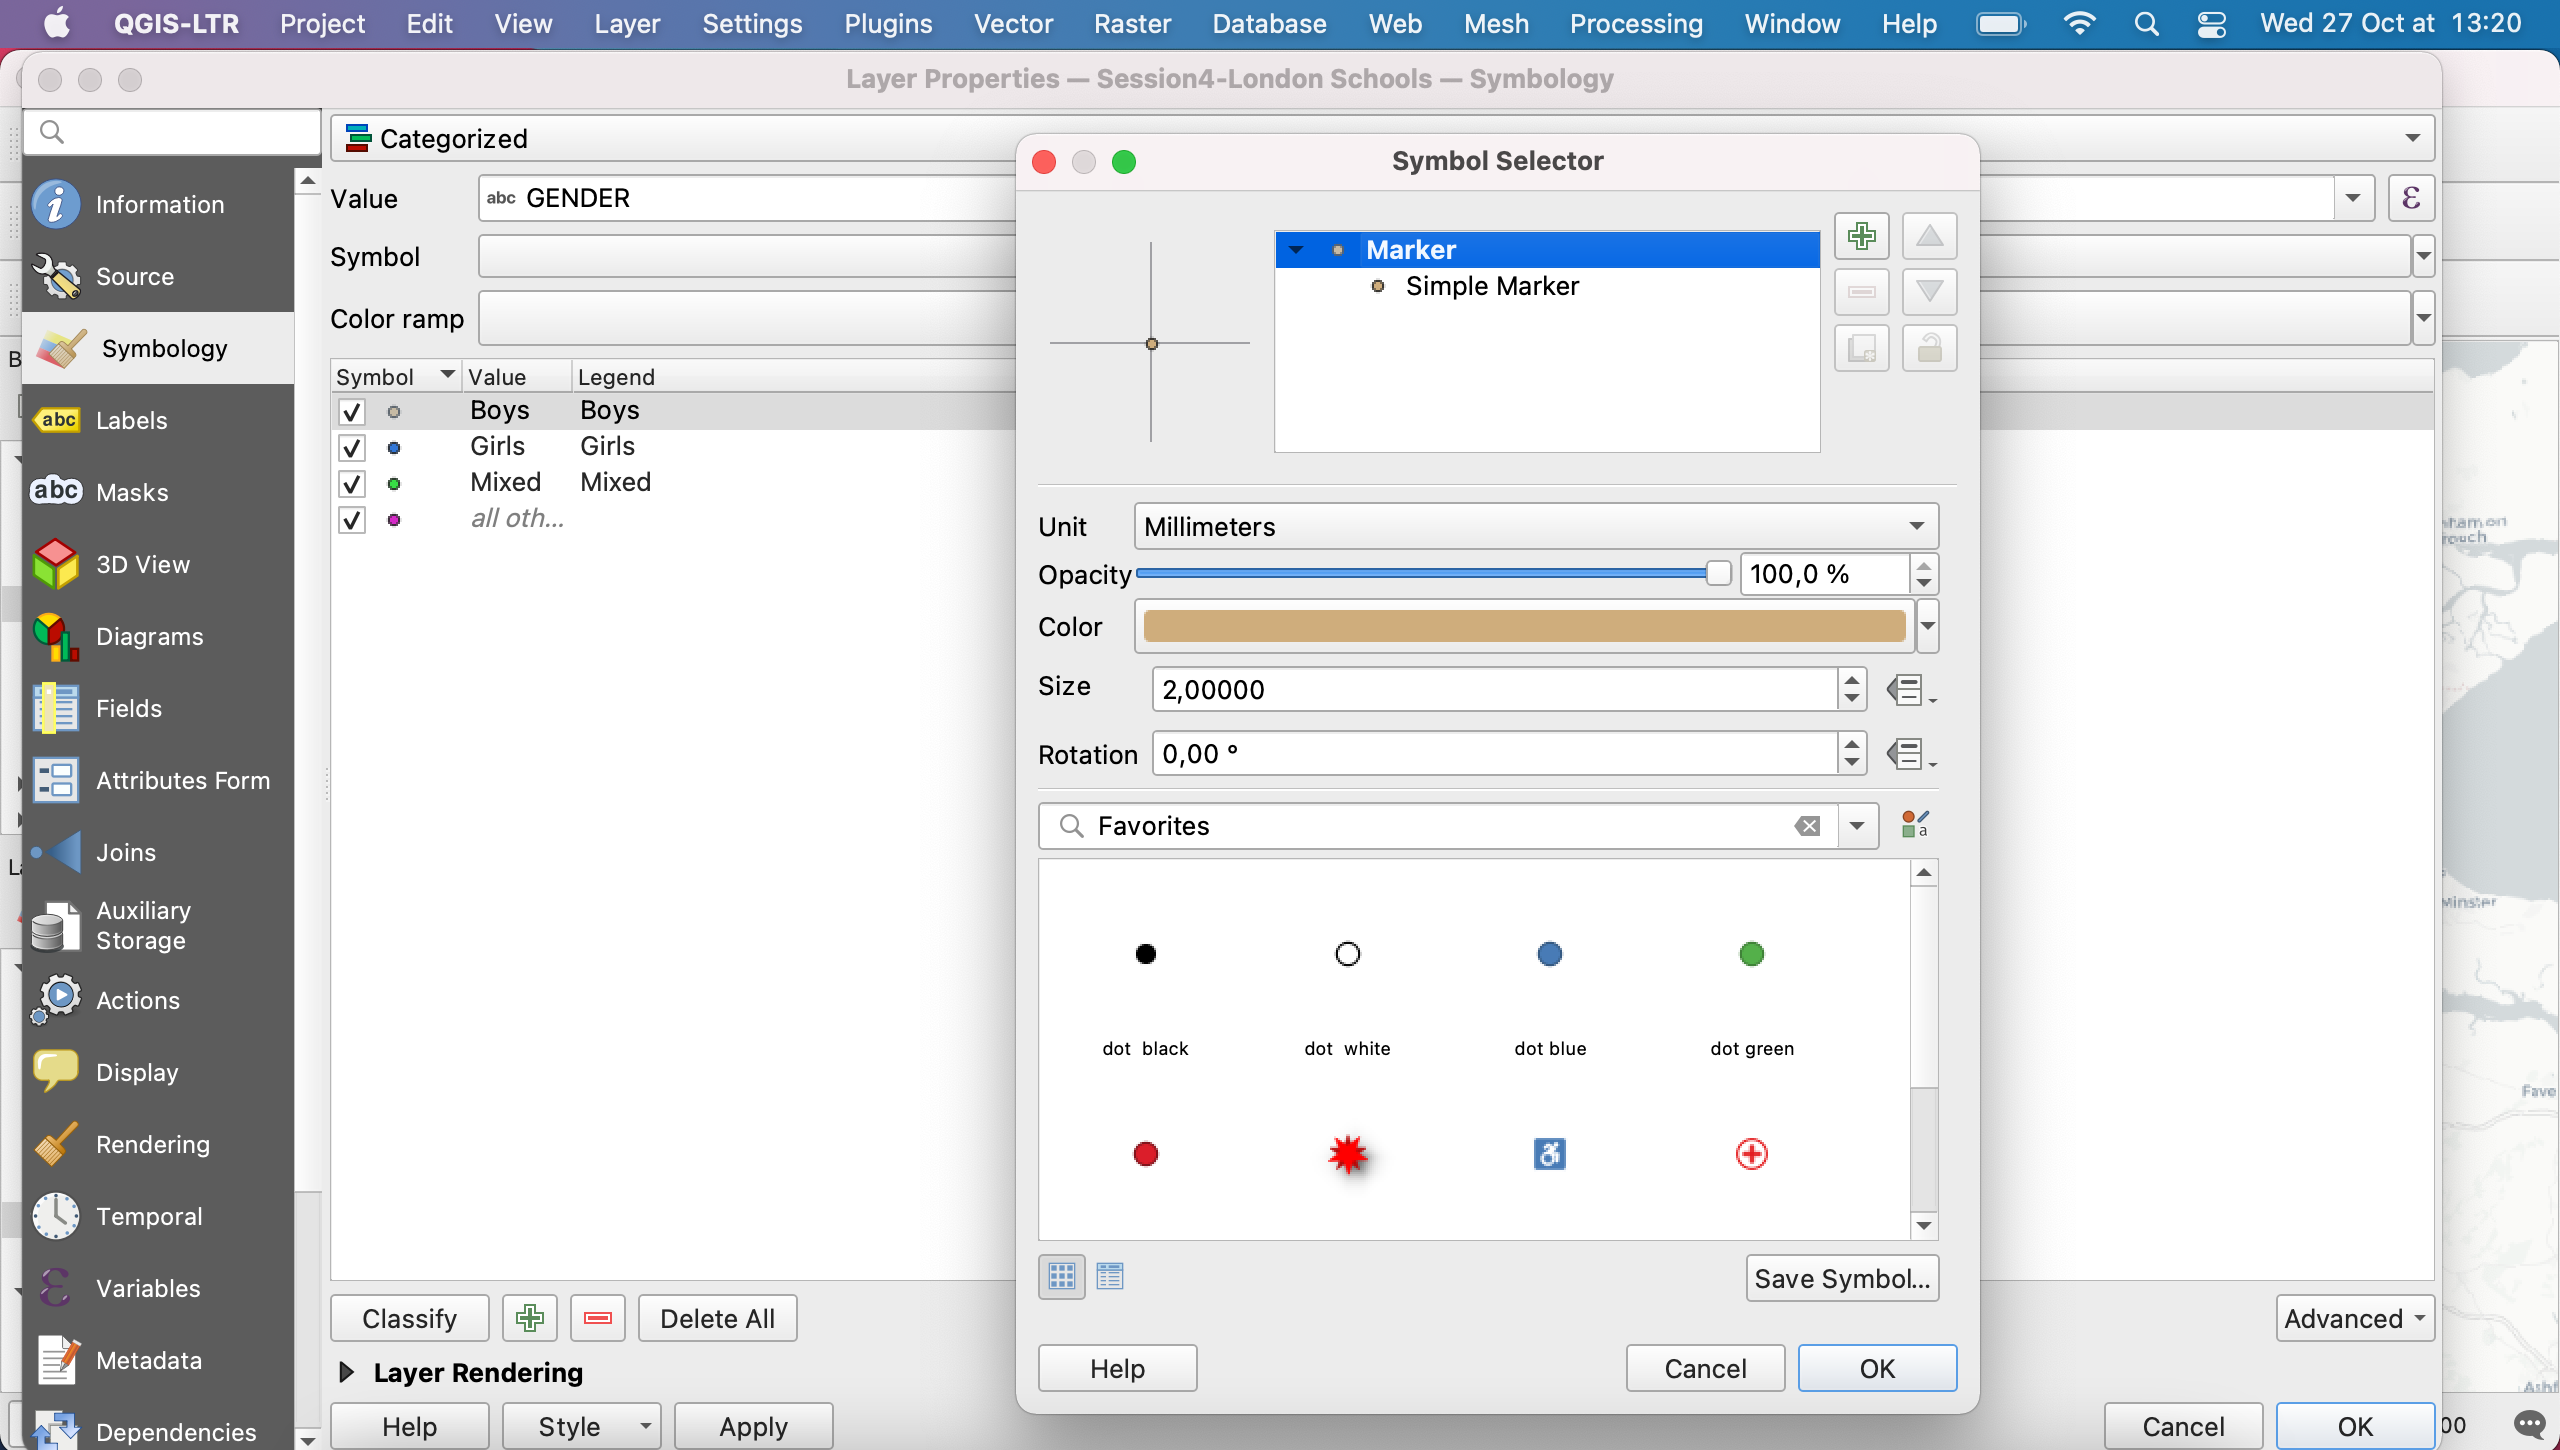 QGIS-LTR Project Edit View Layer Settings Plugins Vector Raster Database Web Mesh Processing Window Help Wed 27 Oct at 13:20
Layer Properties — Session4-London Schools — Symbology
Categorized
Symbol Selector
Information
Value abc GENDER
ε
Marker
Symbol
Source
Simple Marker
Color ramp
Symbology
Symbol Value Legend
Boys Boys
abc Labels
Girls Girls
Mixed Mixed
abc Masks
all oth...
Unit Millimeters
3D View
Opacity 100,0 %
Color
Diagrams
Size 2,00000
Fields
Rotation 0,00 °
Attributes Form
Favorites
a
Joins
Minster
Auxiliary
Storage
Actions
dot black dot white dot blue dot green
Display
Fave
Rendering
Temporal
Variables
Save Symbol...
Classify Delete All Advanced
Metadata
Layer Rendering
Help Cancel OK
Dependencies
Help Style Apply Cancel OK
00